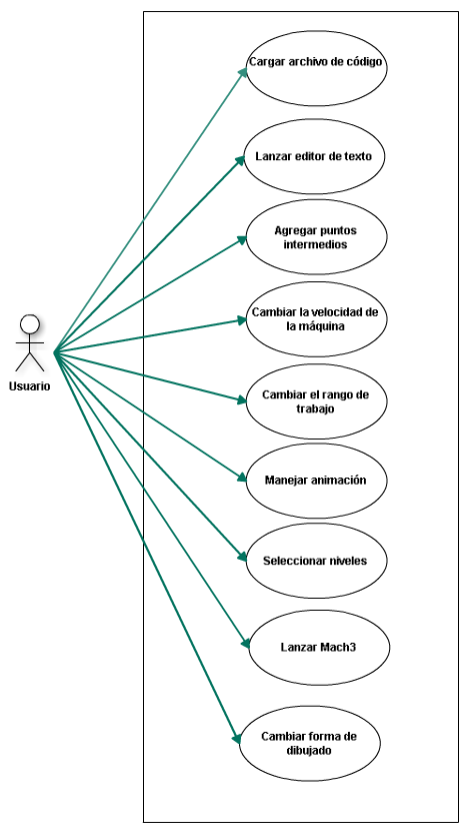 Cargar archivo de código
Lanzar editor de texto
Agregar puntos
intermedios
Cambiar la velocidad de
la máquina
Usuario
Cambiar el rango de
trabajo
Manejar animación
Seleccionar niveles
Lanzar Mach3
Cambiar forma de
dibujado